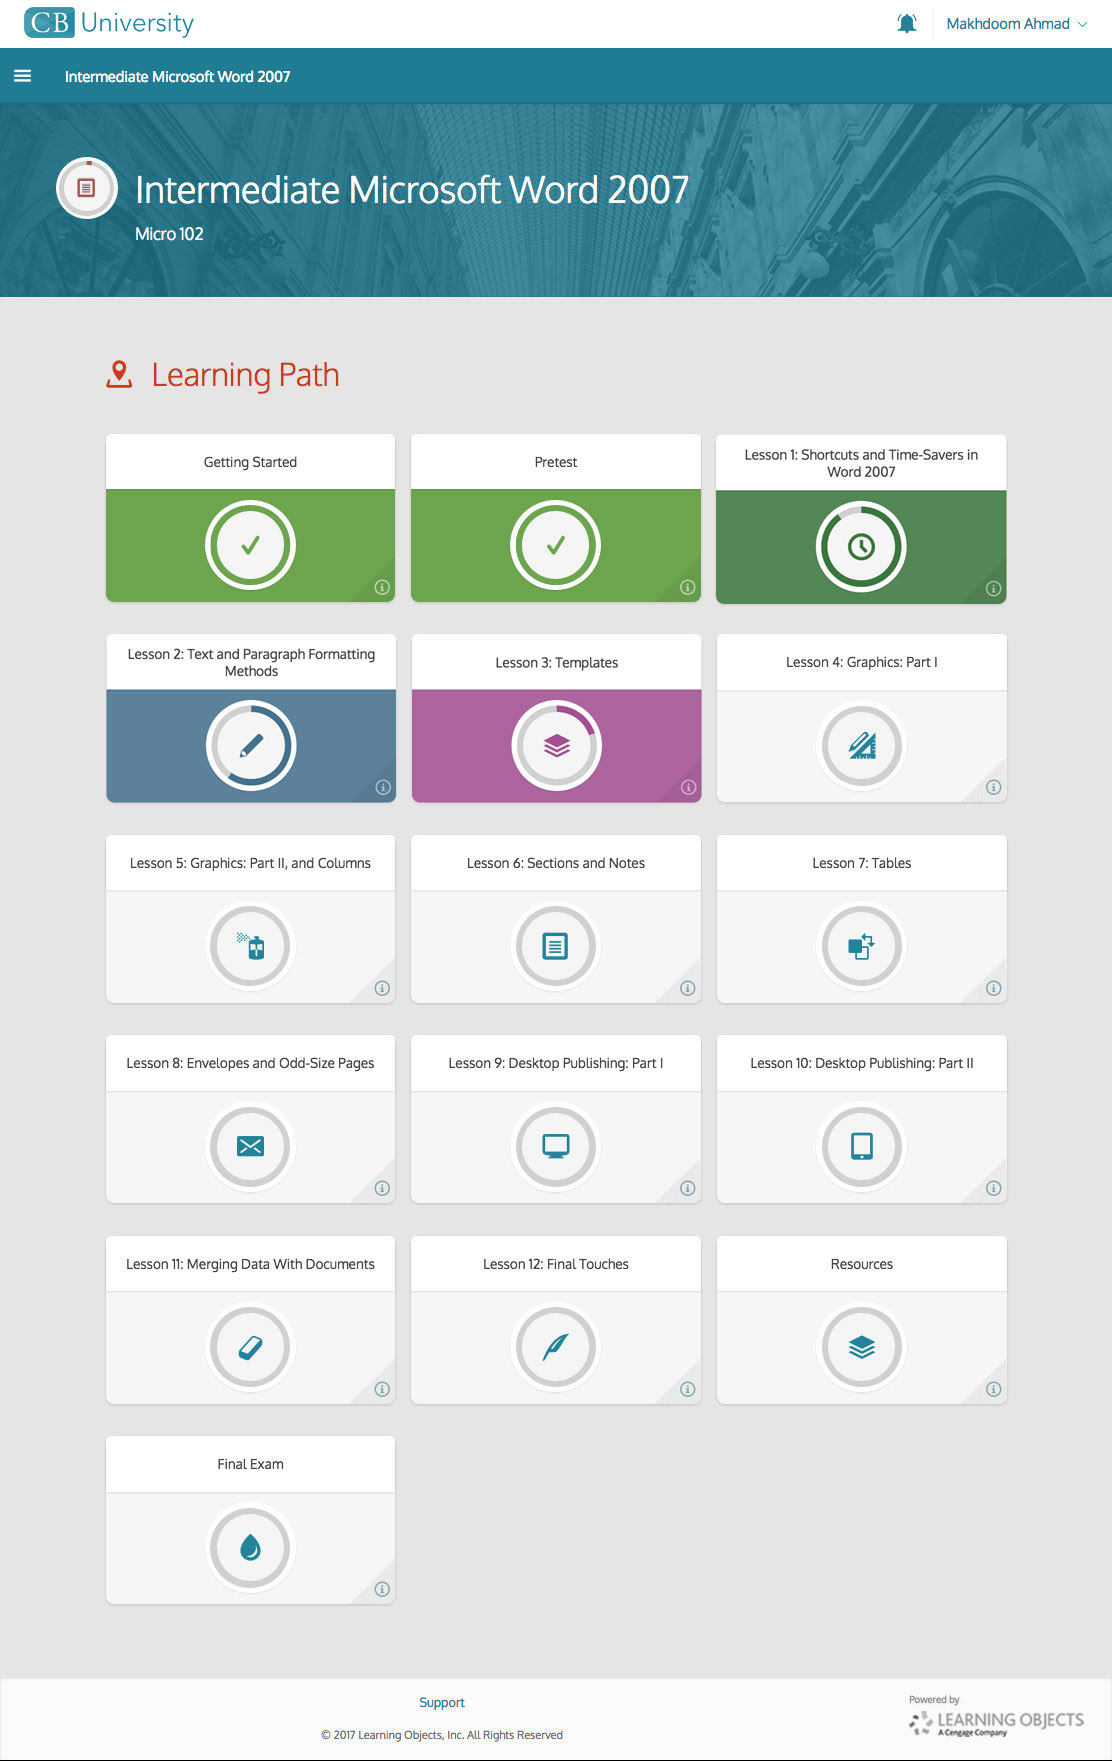 CB University
Makhdoom Ahmad
Intermediate Microsoft Word 2007
Intermediate Microsoft Word 2007
Micro 102
Learning Path
Getting Started
Pretest
Lesson 1: Shortcuts and Time-Savers in
Word 2007
Lesson 2: Text and Paragraph Formatting
Methods
Lesson 3: Templates
Lesson 4: Graphics: Part I
Lesson 5: Graphics: Part II, and Columns
Lesson 6: Sections and Notes
Lesson 7: Tables
Lesson 8: Envelopes and Odd-Size Pages
Lesson 9: Desktop Publishing: Part I
Lesson 10: Desktop Publishing: Part II
Lesson 11: Merging Data With Documents
Lesson 12: Final Touches
Resources
Final Exam
Support
© 2017 Learning Objects, Inc. All Rights Reserved
Powered by
LEARNING OBJECTS
A Cengage Company